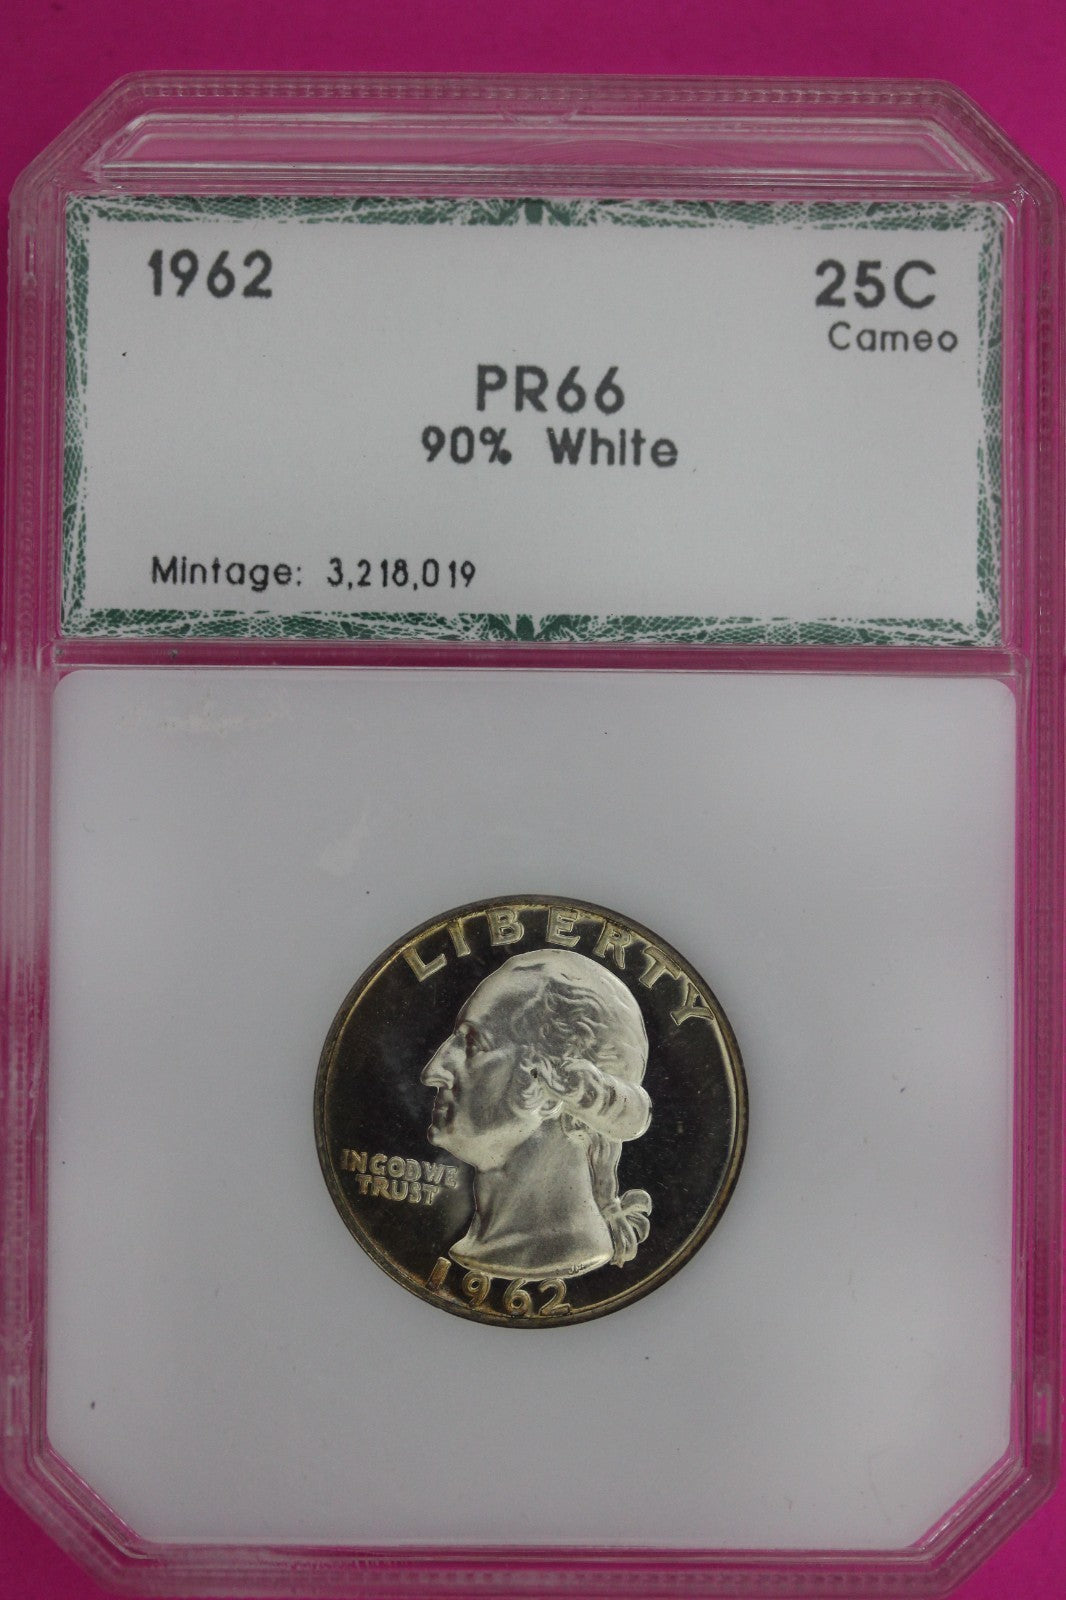 1962 25C
Cameo
PR66
90% White
Mintage: 3,218,019
LIBERTY
IN GOD WE
TRUST
1962